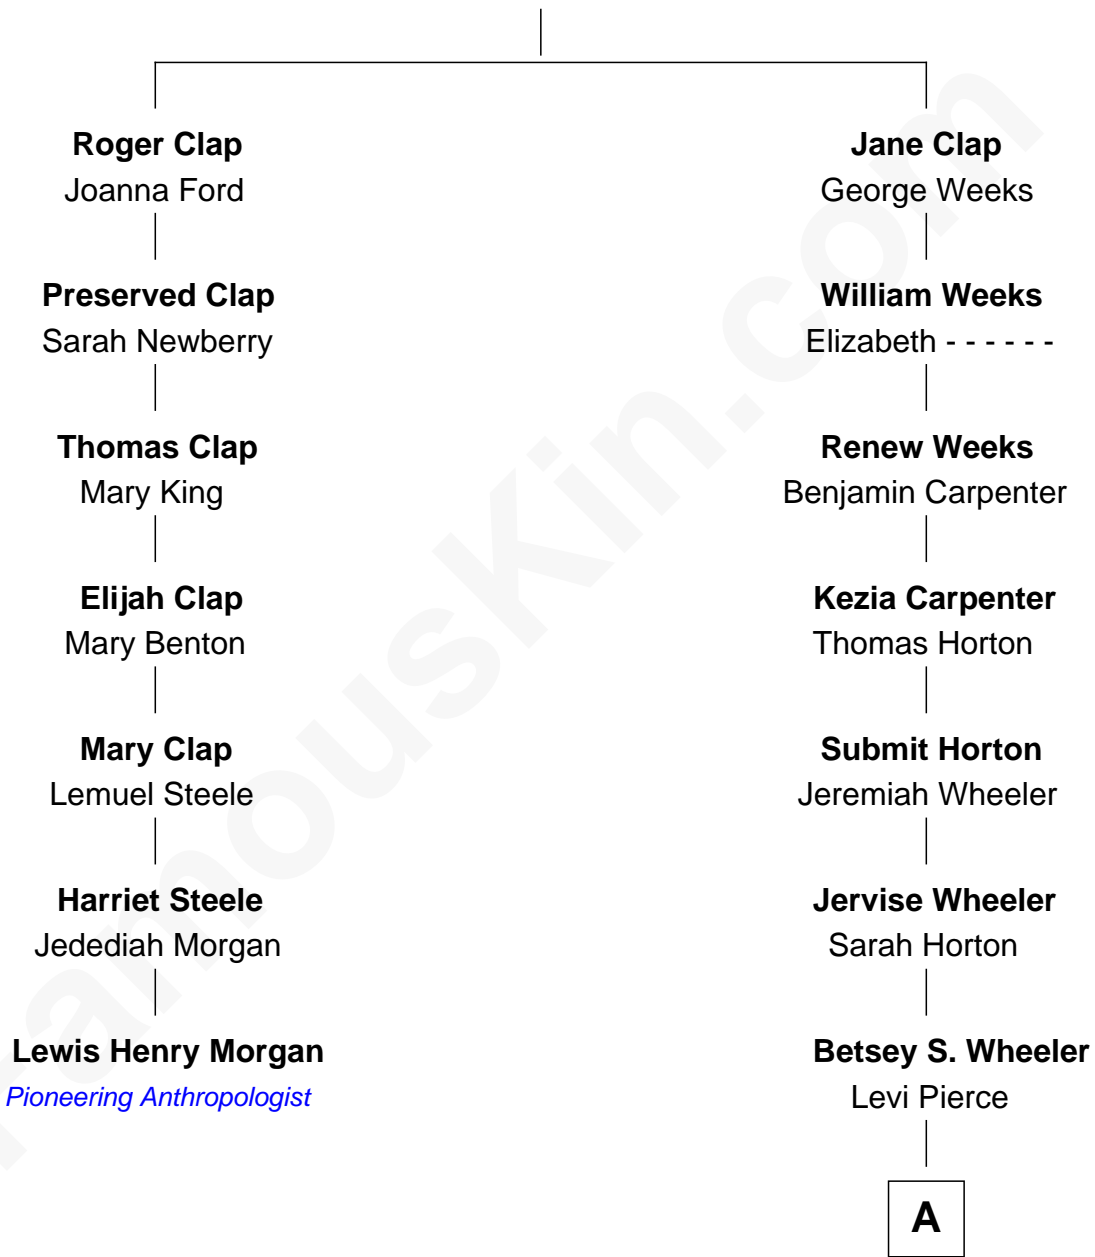 Roger Clap
Joanna Ford
Jane Clap
George Weeks
Preserved Clap
Sarah Newberry
William Weeks
Elizabeth - - - - - -
Thomas Clap
Mary King
Renew Weeks
Benjamin Carpenter
Elijah Clap
Mary Benton
Kezia Carpenter
Thomas Horton
Mary Clap
Lemuel Steele
Submit Horton
Jeremiah Wheeler
Harriet Steele
Jedediah Morgan
Jervise Wheeler
Sarah Horton
Lewis Henry Morgan
Pioneering Anthropologist
Betsey S. Wheeler
Levi Pierce
A
FamousKin.com